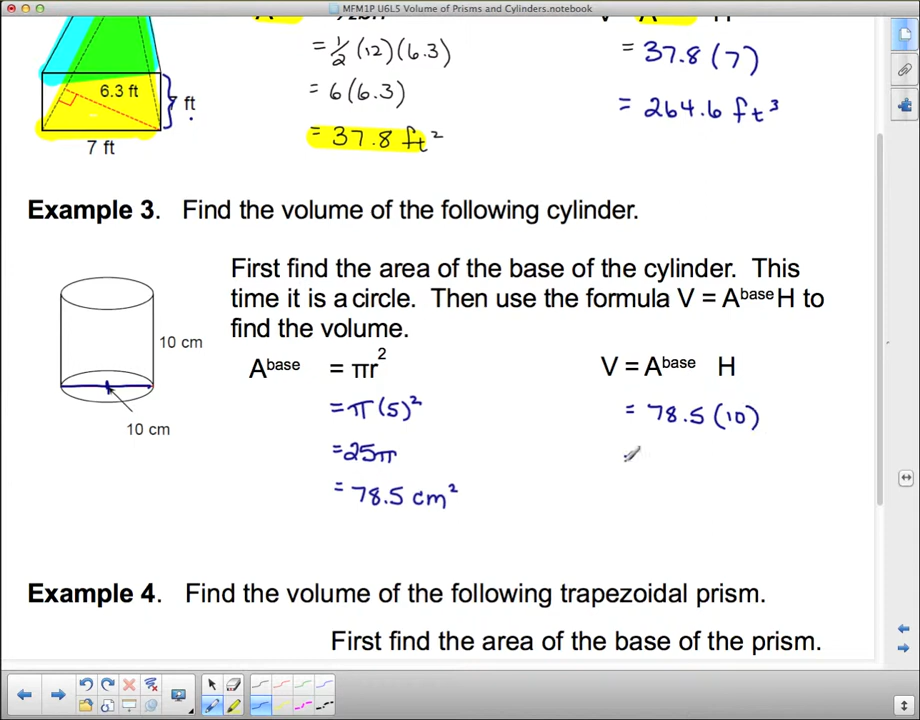 MFM1P U6L5 Volume of Prisms and Cylinders.notebook
= ½ (12)(6.3)
= 37.8 (7)
6.3 ft
7 ft
= 6(6.3)
= 264.6 ft³
= 37.8 ft²
7 ft
Example 3. Find the volume of the following cylinder.
First find the area of the base of the cylinder. This
time it is a circle. Then use the formula V = Abase H to
find the volume.
10 cm
Abase = πr²
V = Abase H
= π(5)²
= 78.5 (10)
10 cm
= 25π
= 78.5 cm²
Example 4. Find the volume of the following trapezoidal prism.
First find the area of the base of the prism.